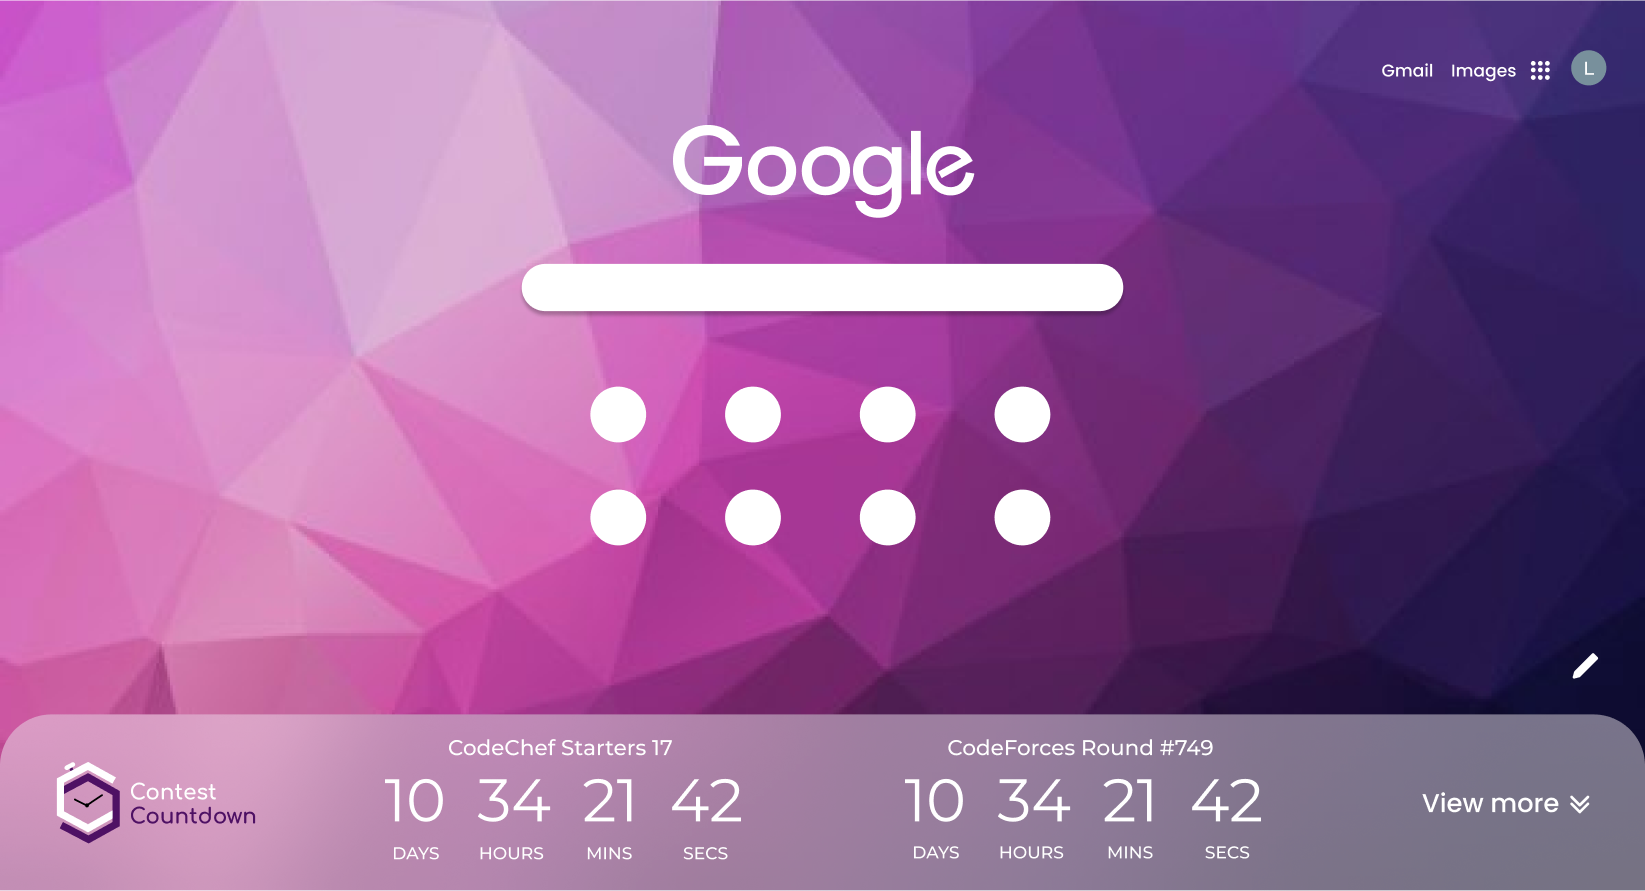 Gmail Images
L
Google
CodeChef Starters 17
10 34 21 42
DAYS HOURS MINS SECS
CodeForces Round #749
10 34 21 42
DAYS HOURS MINS SECS
Contest
Countdown
View more